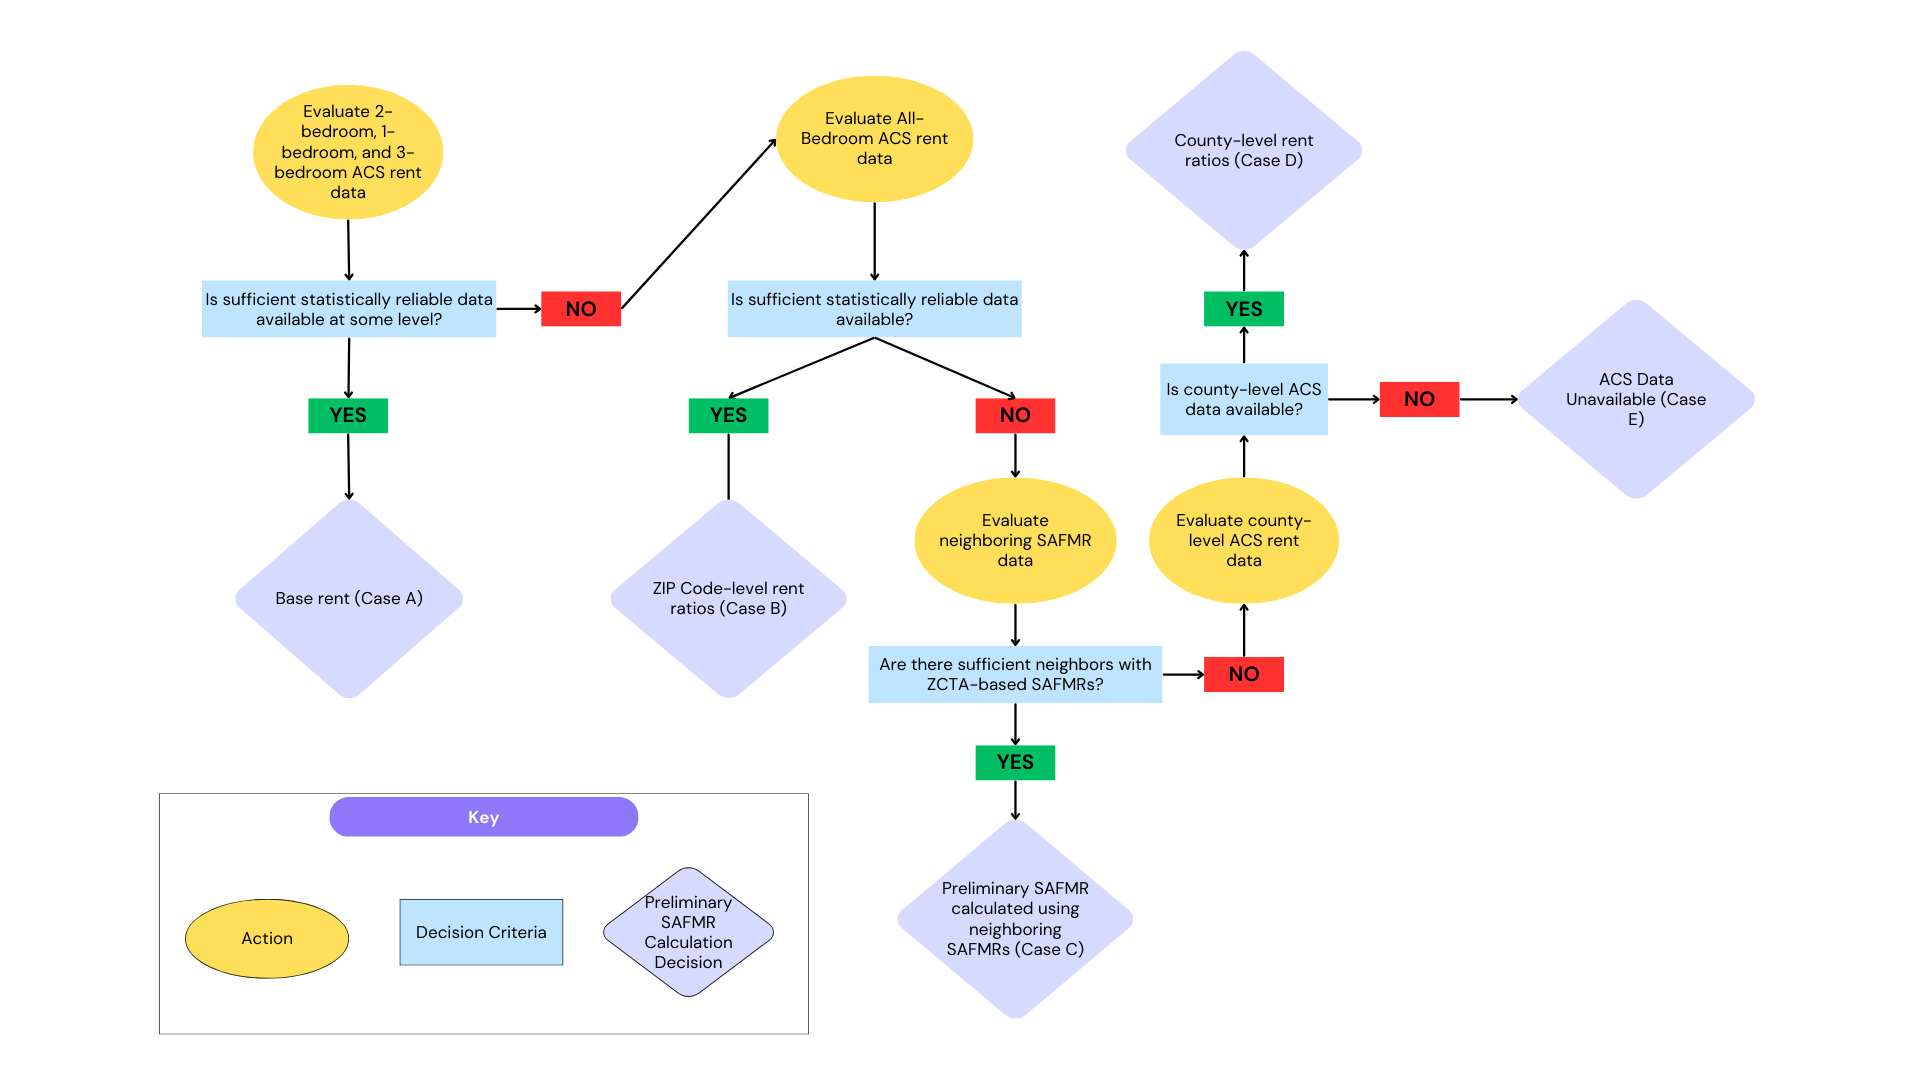 Evaluate 2-
bedroom, 1-
bedroom, and 3-
bedroom ACS rent
data
Is sufficient statistically reliable data
available at some level?
NO
YES
Base rent (Case A)
Evaluate All-
Bedroom ACS rent
data
Is sufficient statistically reliable data
available?
YES
ZIP Code-level rent
ratios (Case B)
NO
Evaluate
neighboring SAFMR
data
Are there sufficient neighbors with
ZCTA-based SAFMRs?
YES
Preliminary SAFMR
calculated using
neighboring
SAFMRs (Case C)
NO
Evaluate county-
level ACS rent
data
Is county-level ACS
data available?
YES
County-level rent
ratios (Case D)
NO
ACS Data
Unavailable (Case
E)
Key
Action
Decision Criteria
Preliminary
SAFMR
Calculation
Decision